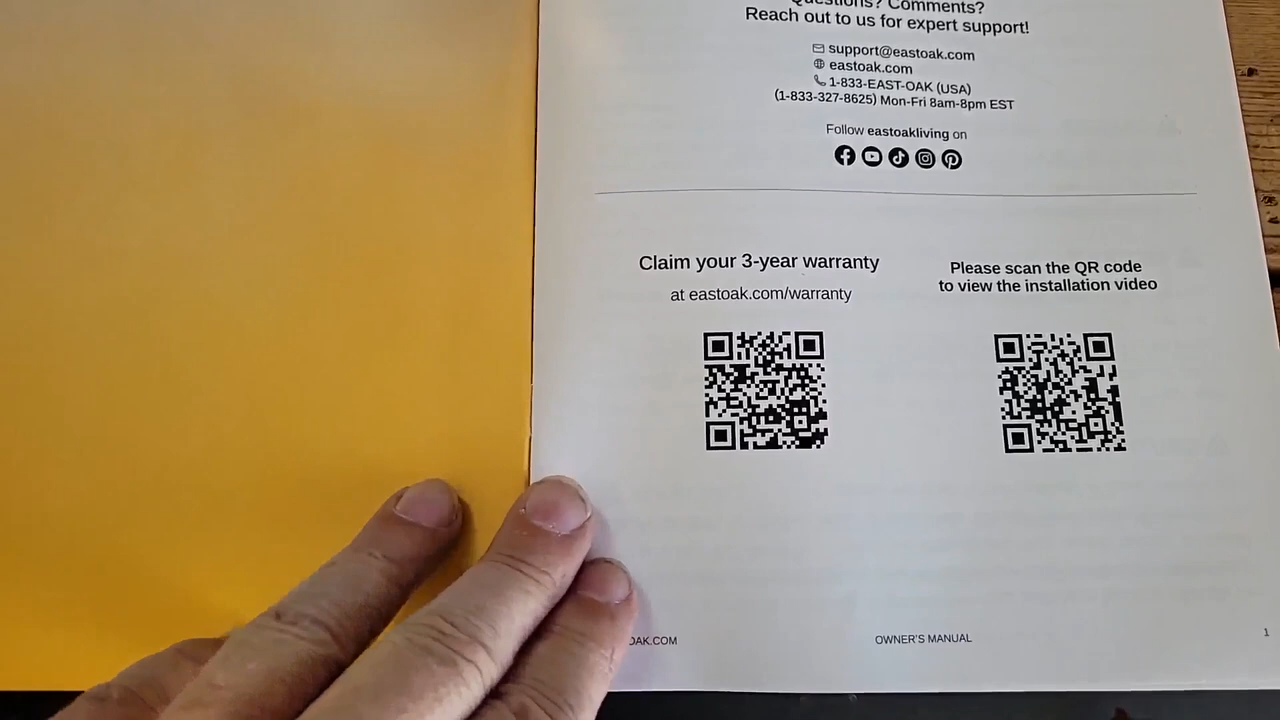 Questions? Comments?
Reach out to us for expert support!
support@eastoak.com
eastoak.com
1-833-EAST-OAK (USA)
(1-833-327-8625) Mon-Fri 8am-8pm EST
Follow eastoakliving on
Claim your 3-year warranty
at eastoak.com/warranty
Please scan the QR code
to view the installation video
OAK.COM
OWNER'S MANUAL
1